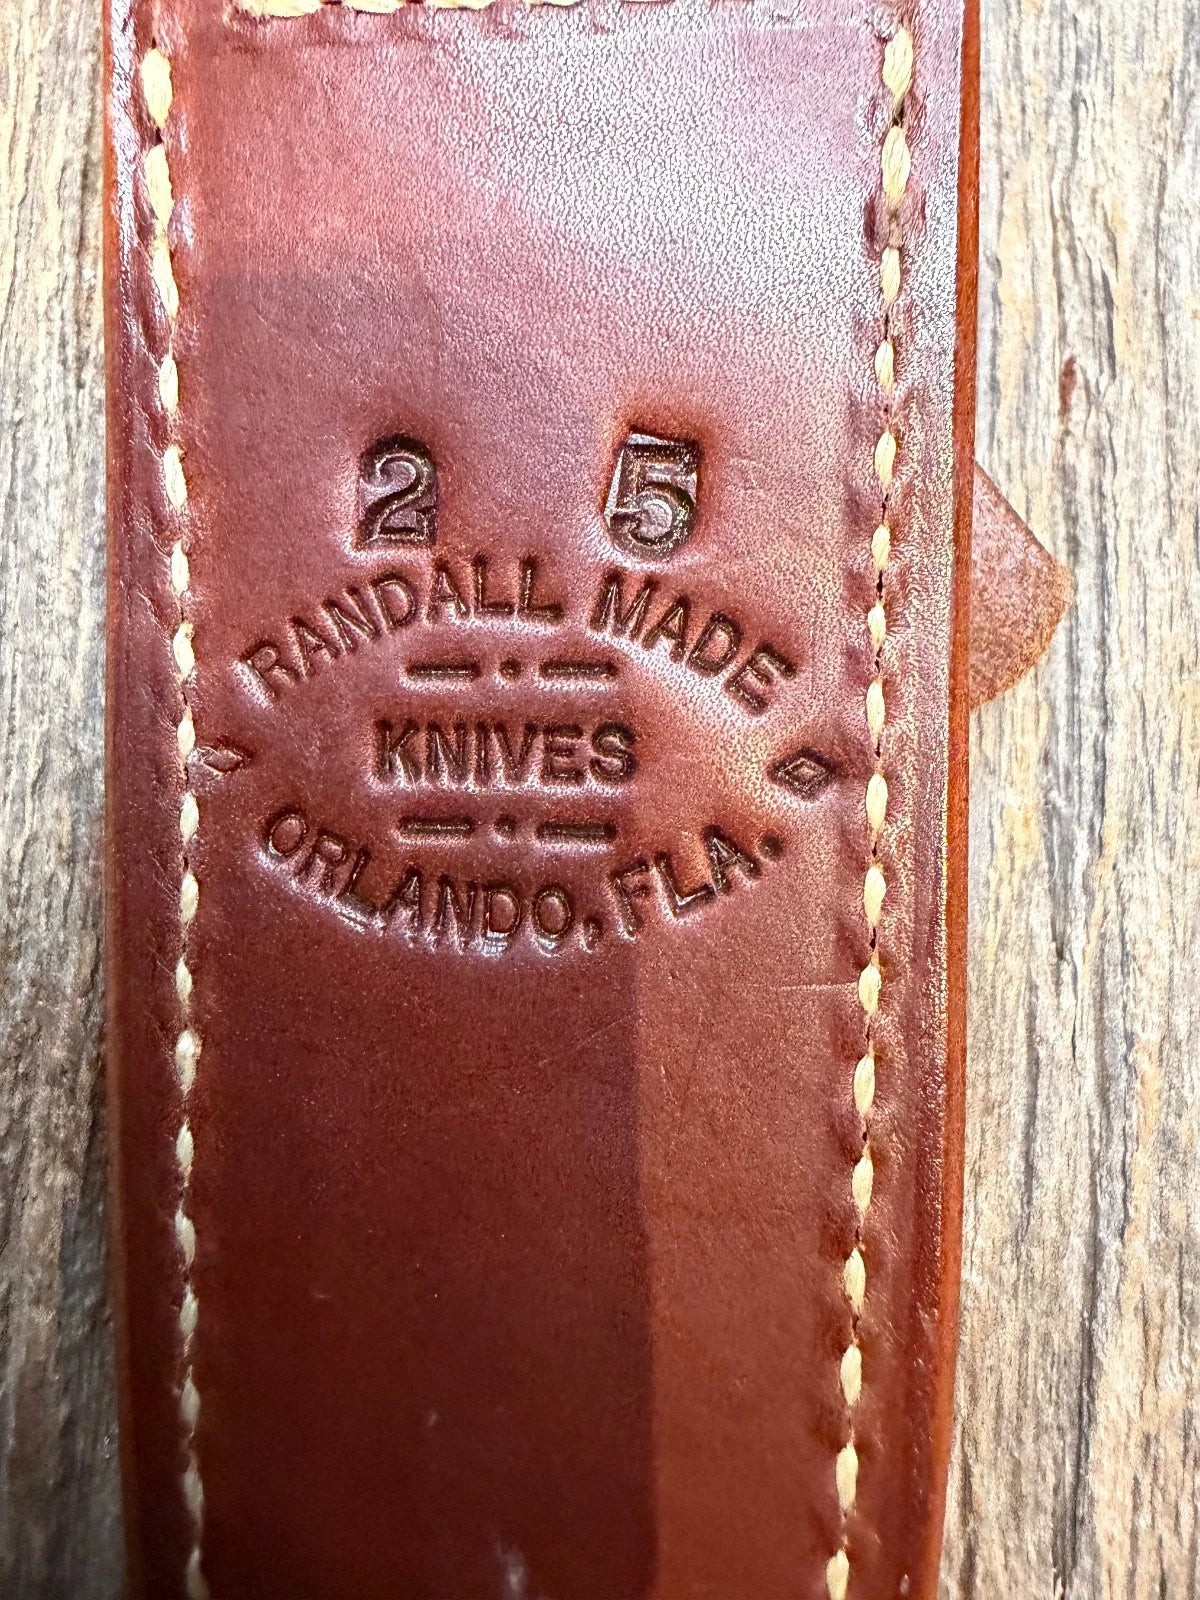 2 5
RANDALL MADE
KNIVES
ORLANDO, FLA.